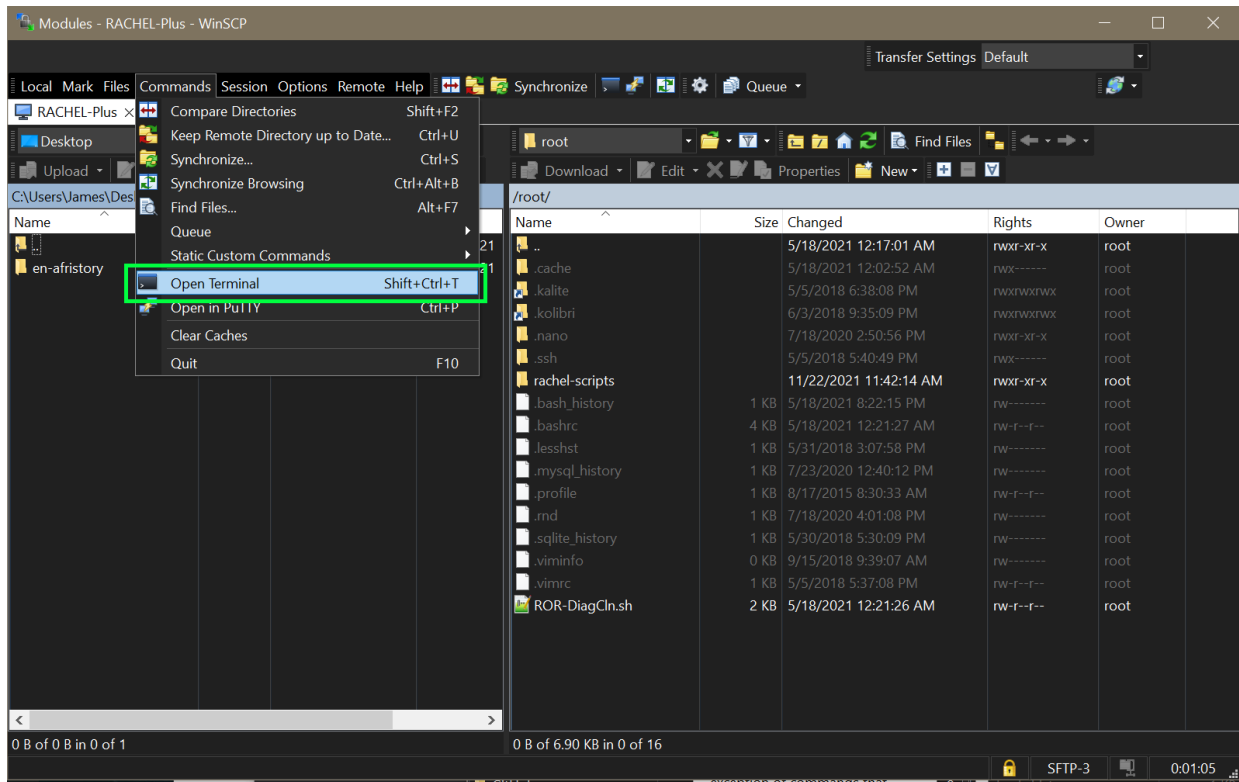 Modules - RACHEL-Plus - WinSCP
Transfer Settings Default
Local Mark Files Commands Session Options Remote Help Synchronize Queue
RACHEL-Plus ×
Compare Directories Shift+F2
Keep Remote Directory up to Date... Ctrl+U
Synchronize... Ctrl+S
Synchronize Browsing Ctrl+Alt+B
Find Files... Alt+F7
Queue
Static Custom Commands
Open Terminal Shift+Ctrl+T
Open in PuTTY Ctrl+P
Clear Caches
Quit F10
Desktop
Upload
C:\Users\James\Des
Name
..
21
en-afristory
21
root Find Files
Download Edit Properties New
/root/
Name Size Changed Rights Owner
.. 5/18/2021 12:17:01 AM rwxr-xr-x root
.cache 5/18/2021 12:02:52 AM rwx------ root
.kalite 5/5/2018 6:38:08 PM rwxrwxrwx root
.kolibri 6/3/2018 9:35:09 PM rwxrwxrwx root
.nano 7/18/2020 2:50:56 PM rwxr-xr-x root
.ssh 5/5/2018 5:40:49 PM rwx------ root
rachel-scripts 11/22/2021 11:42:14 AM rwxr-xr-x root
.bash_history 1 KB 5/18/2021 8:22:15 PM rw------- root
.bashrc 4 KB 5/18/2021 12:21:27 AM rw-r--r-- root
.lesshst 1 KB 5/31/2018 3:07:58 PM rw------- root
.mysql_history 1 KB 7/23/2020 12:40:12 PM rw------- root
.profile 1 KB 8/17/2015 8:30:33 AM rw-r--r-- root
.rnd 1 KB 7/18/2020 4:01:08 PM rw------- root
.sqlite_history 1 KB 5/30/2018 5:30:09 PM rw------- root
.viminfo 0 KB 9/15/2018 9:39:07 AM rw------- root
.vimrc 1 KB 5/5/2018 5:37:08 PM rw-r--r-- root
ROR-DiagCln.sh 2 KB 5/18/2021 12:21:26 AM rw-r--r-- root
0 B of 0 B in 0 of 1
0 B of 6.90 KB in 0 of 16
SFTP-3 0:01:05